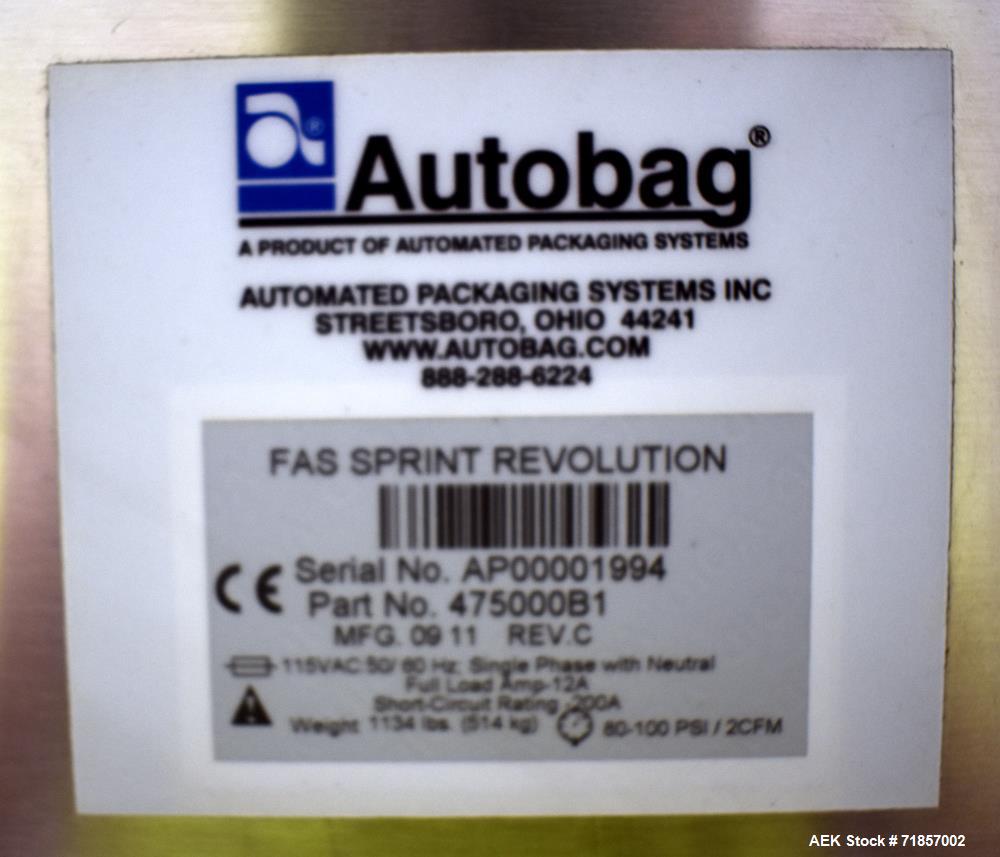 a®
Autobag®
A PRODUCT OF AUTOMATED PACKAGING SYSTEMS
AUTOMATED PACKAGING SYSTEMS INC
STREETSBORO, OHIO 44241
WWW.AUTOBAG.COM
888-288-6224
FAS SPRINT REVOLUTION
CE Serial No. AP00001994
Part No. 475000B1
MFG. 09 11 REV.C
115VAC:50/ 60 Hz; Single Phase with Neutral
Full Load Amp-12A
Short-Circuit Rating -200A
Weight 1134 lbs. (514 kg) 80-100 PSI / 2CFM
AEK Stock # 71857002